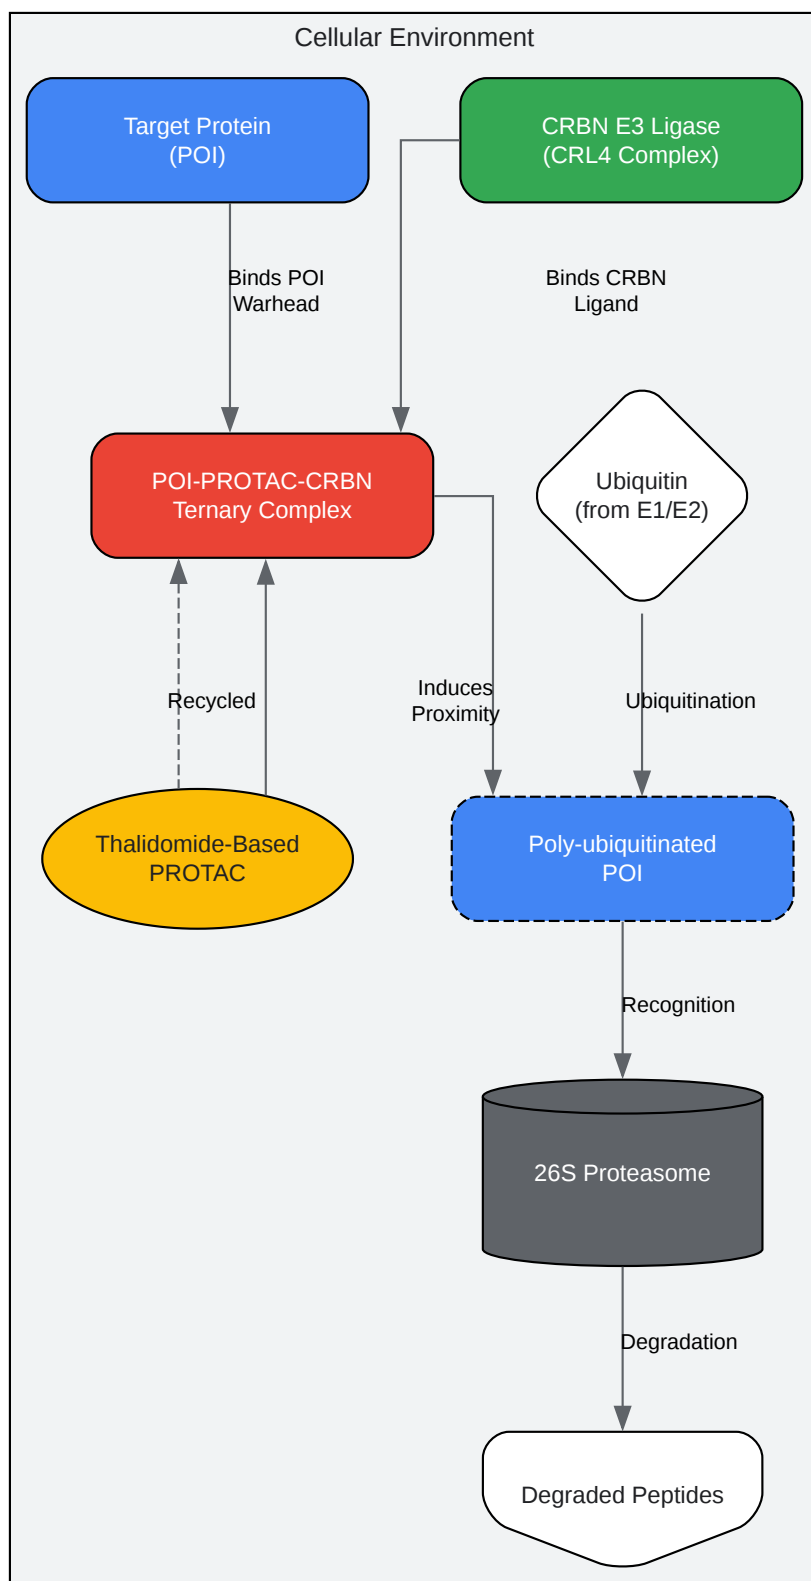 Cellular Environment
Target Protein
(POI)
CRBN E3 Ligase
(CRL4 Complex)
Binds POI
Warhead
Binds CRBN
Ligand
POI-PROTAC-CRBN
Ternary Complex
Ubiquitin
(from E1/E2)
Recycled
Induces
Proximity
Ubiquitination
Thalidomide-Based
PROTAC
Poly-ubiquitinated
POI
Recognition
26S Proteasome
Degradation
Degraded Peptides